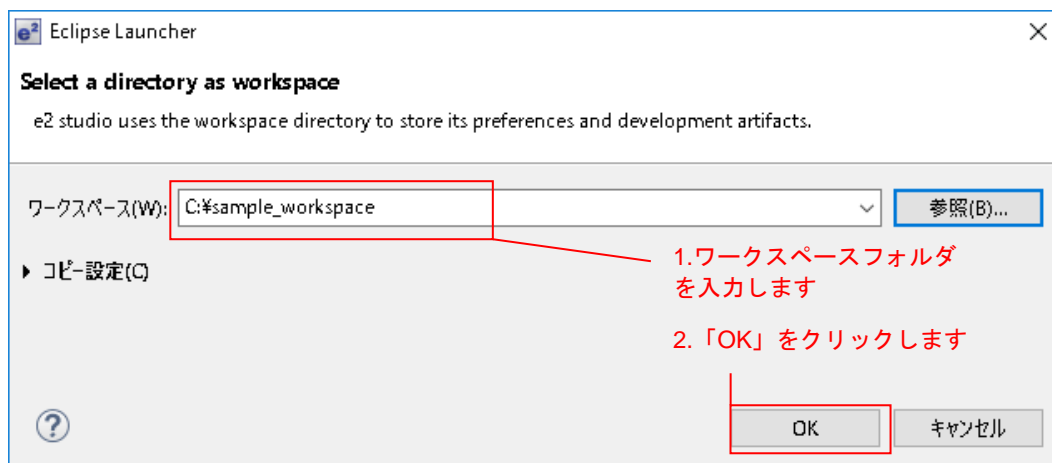 e² Eclipse Launcher
Select a directory as workspace
e2 studio uses the workspace directory to store its preferences and development artifacts.
ワークスペース(W): C:¥sample_workspace 参照(B)...
1.ワークスペースフォルダ
を入力します
コピー設定(C)
2.「OK」をクリックします
? OK キャンセル